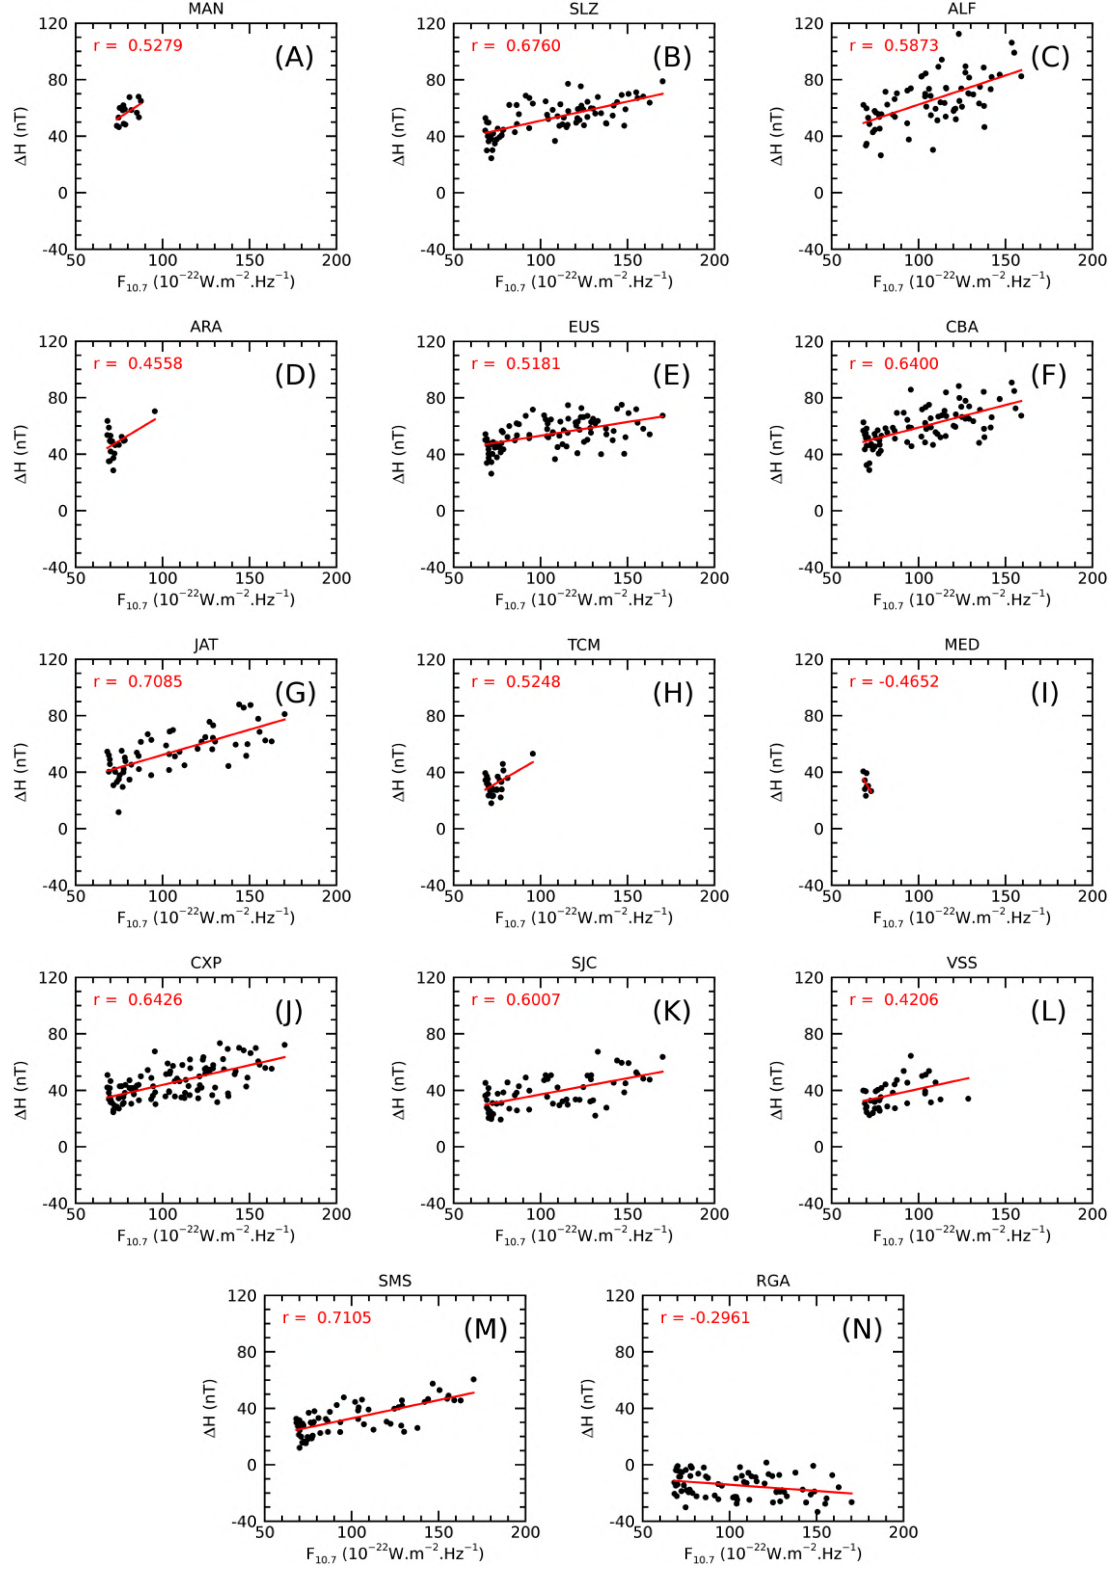 MAN
r = 0.5279
(A)
120
80
40
0
-40
ΔH (nT)
50 100 150 200
F10.7 (10−22W.m−2.Hz−1)
SLZ
r = 0.6760
(B)
120
80
40
0
-40
ΔH (nT)
50 100 150 200
F10.7 (10−22W.m−2.Hz−1)
ALF
r = 0.5873
(C)
120
80
40
0
-40
ΔH (nT)
50 100 150 200
F10.7 (10−22W.m−2.Hz−1)
ARA
r = 0.4558
(D)
120
80
40
0
-40
ΔH (nT)
50 100 150 200
F10.7 (10−22W.m−2.Hz−1)
EUS
r = 0.5181
(E)
120
80
40
0
-40
ΔH (nT)
50 100 150 200
F10.7 (10−22W.m−2.Hz−1)
CBA
r = 0.6400
(F)
120
80
40
0
-40
ΔH (nT)
50 100 150 200
F10.7 (10−22W.m−2.Hz−1)
JAT
r = 0.7085
(G)
120
80
40
0
-40
ΔH (nT)
50 100 150 200
F10.7 (10−22W.m−2.Hz−1)
TCM
r = 0.5248
(H)
120
80
40
0
-40
ΔH (nT)
50 100 150 200
F10.7 (10−22W.m−2.Hz−1)
MED
r = -0.4652
(I)
120
80
40
0
-40
ΔH (nT)
50 100 150 200
F10.7 (10−22W.m−2.Hz−1)
CXP
r = 0.6426
(J)
120
80
40
0
-40
ΔH (nT)
50 100 150 200
F10.7 (10−22W.m−2.Hz−1)
SJC
r = 0.6007
(K)
120
80
40
0
-40
ΔH (nT)
50 100 150 200
F10.7 (10−22W.m−2.Hz−1)
VSS
r = 0.4206
(L)
120
80
40
0
-40
ΔH (nT)
50 100 150 200
F10.7 (10−22W.m−2.Hz−1)
SMS
r = 0.7105
(M)
120
80
40
0
-40
ΔH (nT)
50 100 150 200
F10.7 (10−22W.m−2.Hz−1)
RGA
r = -0.2961
(N)
120
80
40
0
-40
ΔH (nT)
50 100 150 200
F10.7 (10−22W.m−2.Hz−1)